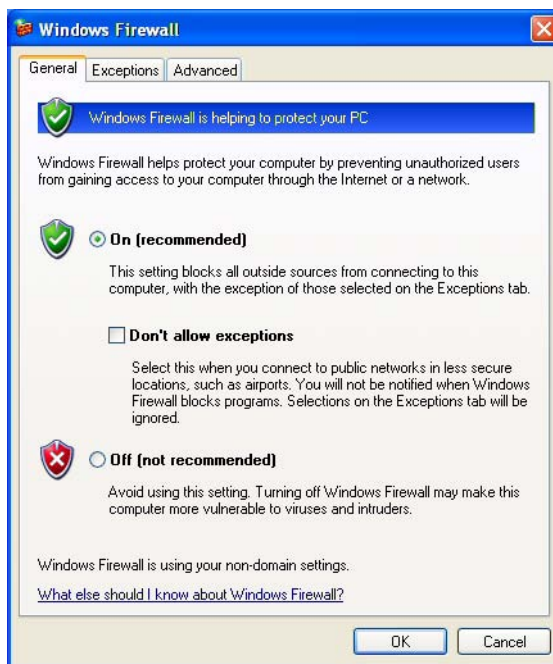 Windows Firewall
General Exceptions Advanced
Windows Firewall is helping to protect your PC
Windows Firewall helps protect your computer by preventing unauthorized users
from gaining access to your computer through the Internet or a network.
On (recommended)
This setting blocks all outside sources from connecting to this
computer, with the exception of those selected on the Exceptions tab.
Don't allow exceptions
Select this when you connect to public networks in less secure
locations, such as airports. You will not be notified when Windows
Firewall blocks programs. Selections on the Exceptions tab will be
ignored.
Off (not recommended)
Avoid using this setting. Turning off Windows Firewall may make this
computer more vulnerable to viruses and intruders.
Windows Firewall is using your non-domain settings.
What else should I know about Windows Firewall?
OK Cancel